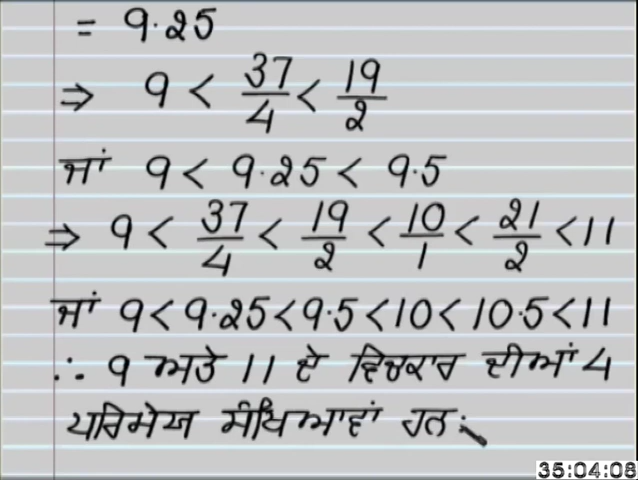 = 9.25
⇒ 9 < 37/4 < 19/2
ਜਾਂ 9 < 9.25 < 9.5
⇒ 9 < 37/4 < 19/2 < 10/1 < 21/2 < 11
ਜਾਂ 9 < 9.25 < 9.5 < 10 < 10.5 < 11
∴ 9 ਅਤੇ 11 ਦੇ ਵਿਚਕਾਰ ਦੀਆਂ 4
ਪਰਿਮੇਯ ਸੰਖਿਆਵਾਂ ਹਨ:
35:04:08